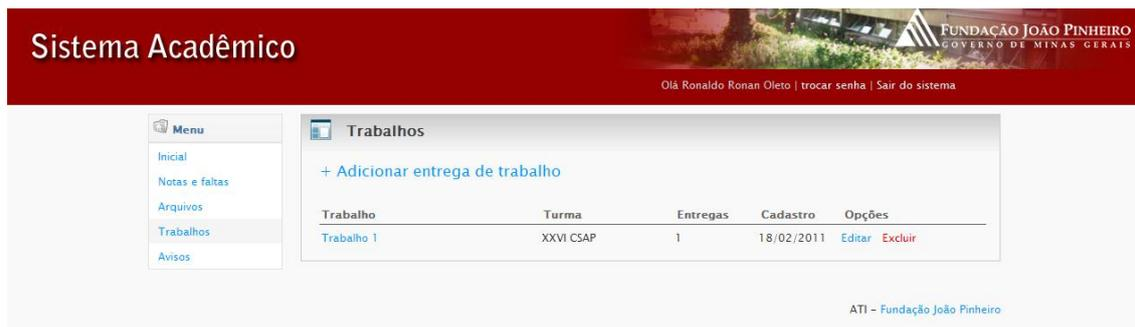 Sistema Acadêmico
FUNDAÇÃO JOÃO PINHEIRO
GOVERNO DE MINAS GERAIS
Olá Ronaldo Ronan Oleto | trocar senha | Sair do sistema
Menu
Inicial
Notas e faltas
Arquivos
Trabalhos
Avisos
Trabalhos
+ Adicionar entrega de trabalho
Trabalho Turma Entregas Cadastro Opções
Trabalho 1 XXVI CSAP 1 18/02/2011 Editar Excluir
ATI - Fundação João Pinheiro